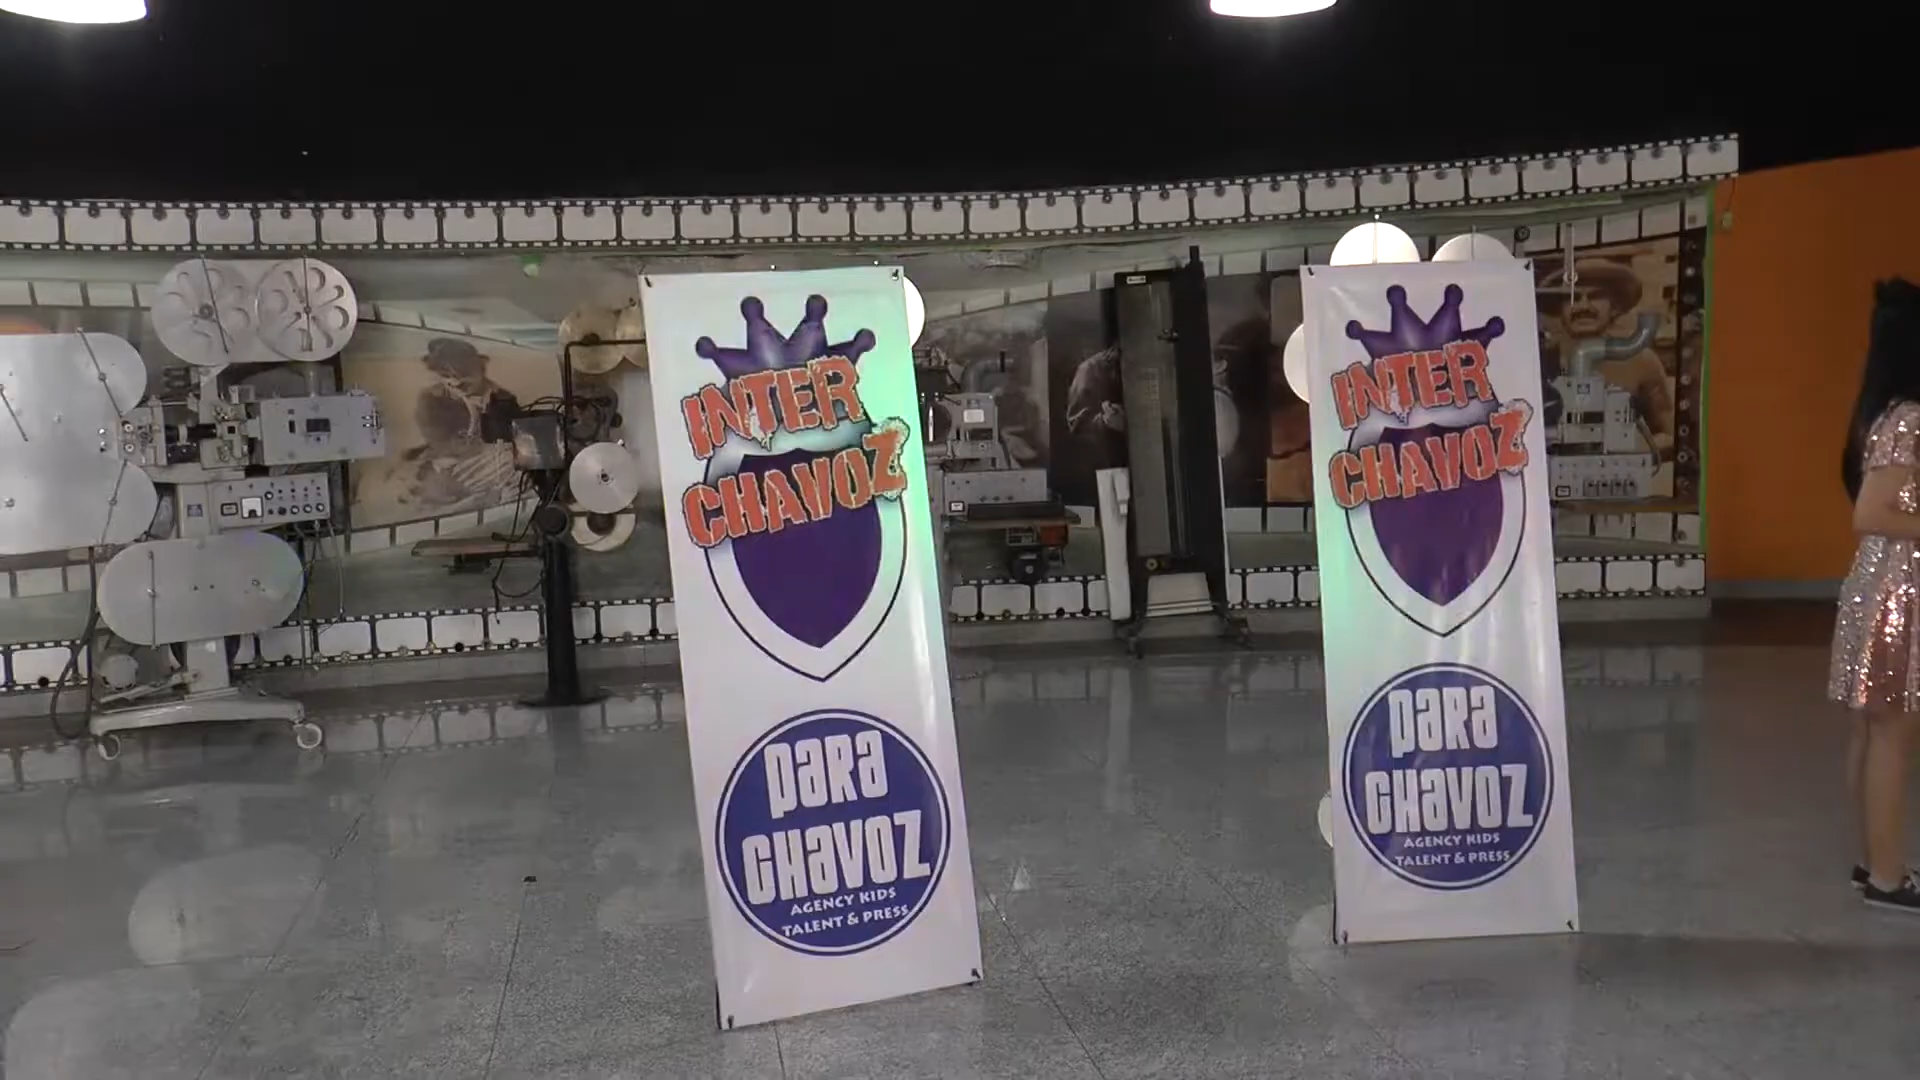 INTER
CHAVOZ
PARA
CHAVOZ
AGENCY KIDS
TALENT & PRESS
INTER
CHAVOZ
PARA
CHAVOZ
AGENCY KIDS
TALENT & PRESS